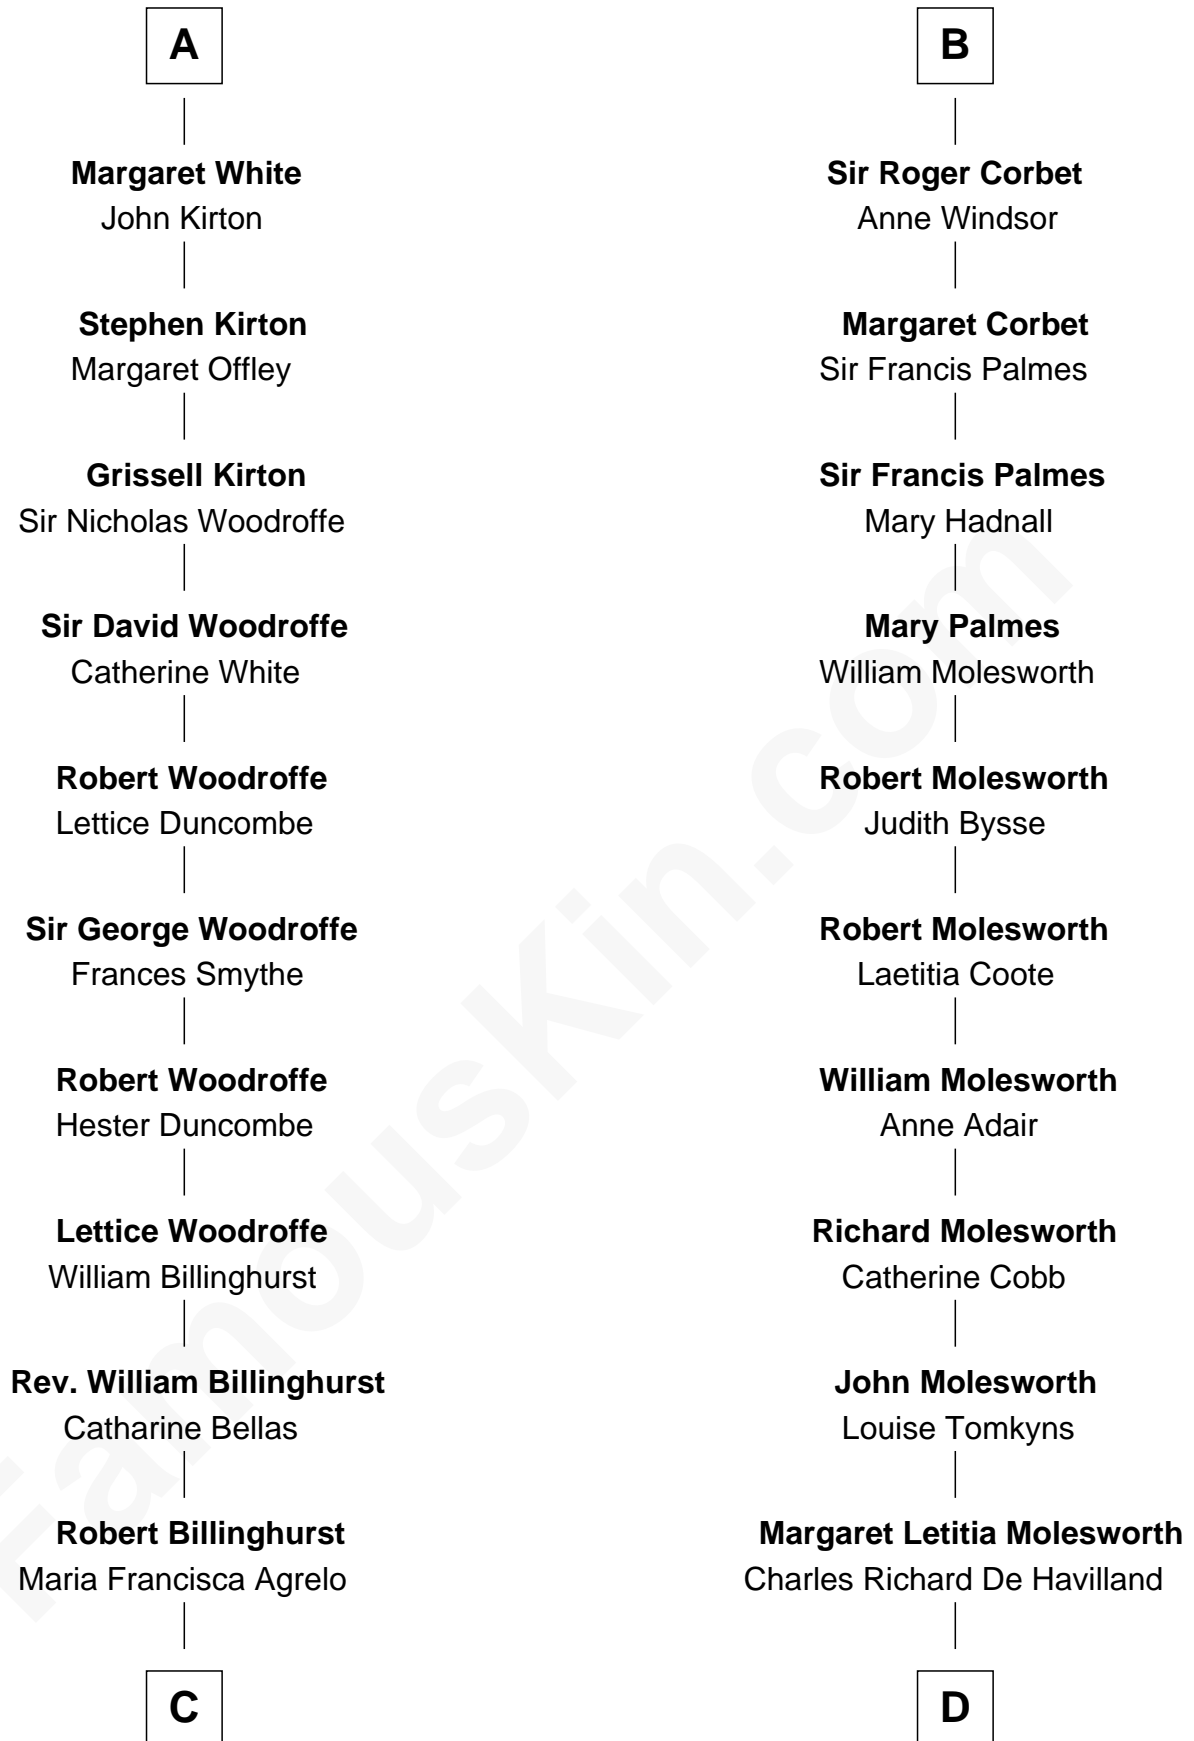 A
Margaret White
John Kirton
Stephen Kirton
Margaret Offley
Grissell Kirton
Sir Nicholas Woodroffe
Sir David Woodroffe
Catherine White
Robert Woodroffe
Lettice Duncombe
Sir George Woodroffe
Frances Smythe
Robert Woodroffe
Hester Duncombe
Lettice Woodroffe
William Billinghurst
Rev. William Billinghurst
Catharine Bellas
Robert Billinghurst
Maria Francisca Agrelo
C
B
Sir Roger Corbet
Anne Windsor
Margaret Corbet
Sir Francis Palmes
Sir Francis Palmes
Mary Hadnall
Mary Palmes
William Molesworth
Robert Molesworth
Judith Bysse
Robert Molesworth
Laetitia Coote
William Molesworth
Anne Adair
Richard Molesworth
Catherine Cobb
John Molesworth
Louise Tomkyns
Margaret Letitia Molesworth
Charles Richard De Havilland
D
FamousKin.com